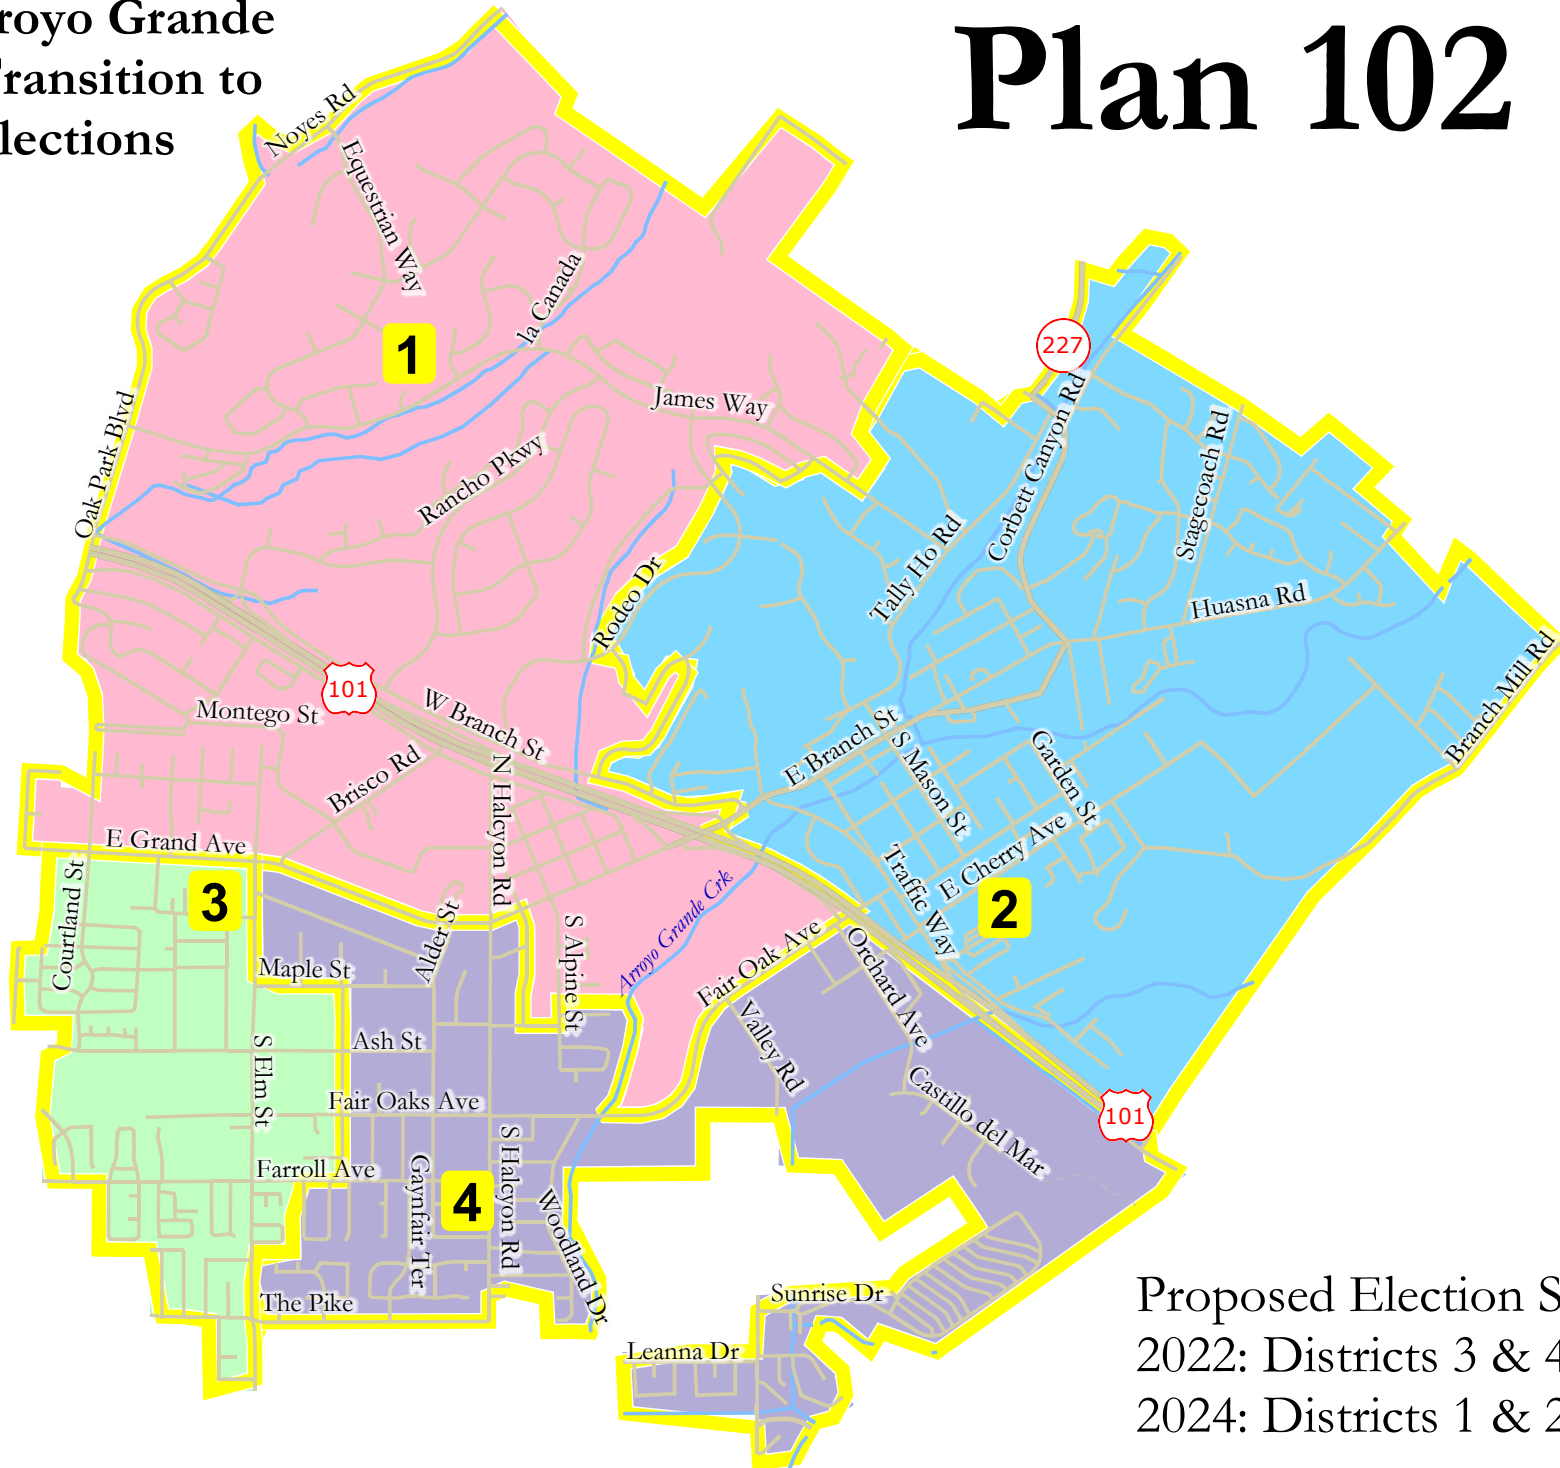 royo Grande
Transition to
lections
Plan 102
Noyes Rd
Equestrian Way
la Canada
227
1
Oak Park Blvd
James Way
Corbett Canyon Rd
Stagecoach Rd
Rancho Pkwy
Tally Ho Rd
Rodeo Dr
Huasna Rd
Branch Mill Rd
101
Montego St
W Branch St
E Branch St
S Mason St
Garden St
Brisco Rd
N Halcyon Rd
E Grand Ave
E Cherry Ave
Traffic Way
3
2
Courtland St
Alder St
S Alpine St
Arroyo Grande Crk
Fair Oak Ave
Orchard Ave
Maple St
Valley Rd
S Elm St
Ash St
Castillo del Mar
Fair Oaks Ave
101
Farroll Ave
Gaynfair Ter
4
S Halcyon Rd
Woodland Dr
The Pike
Sunrise Dr
Leanna Dr
Proposed Election S
2022: Districts 3 & 4
2024: Districts 1 & 2